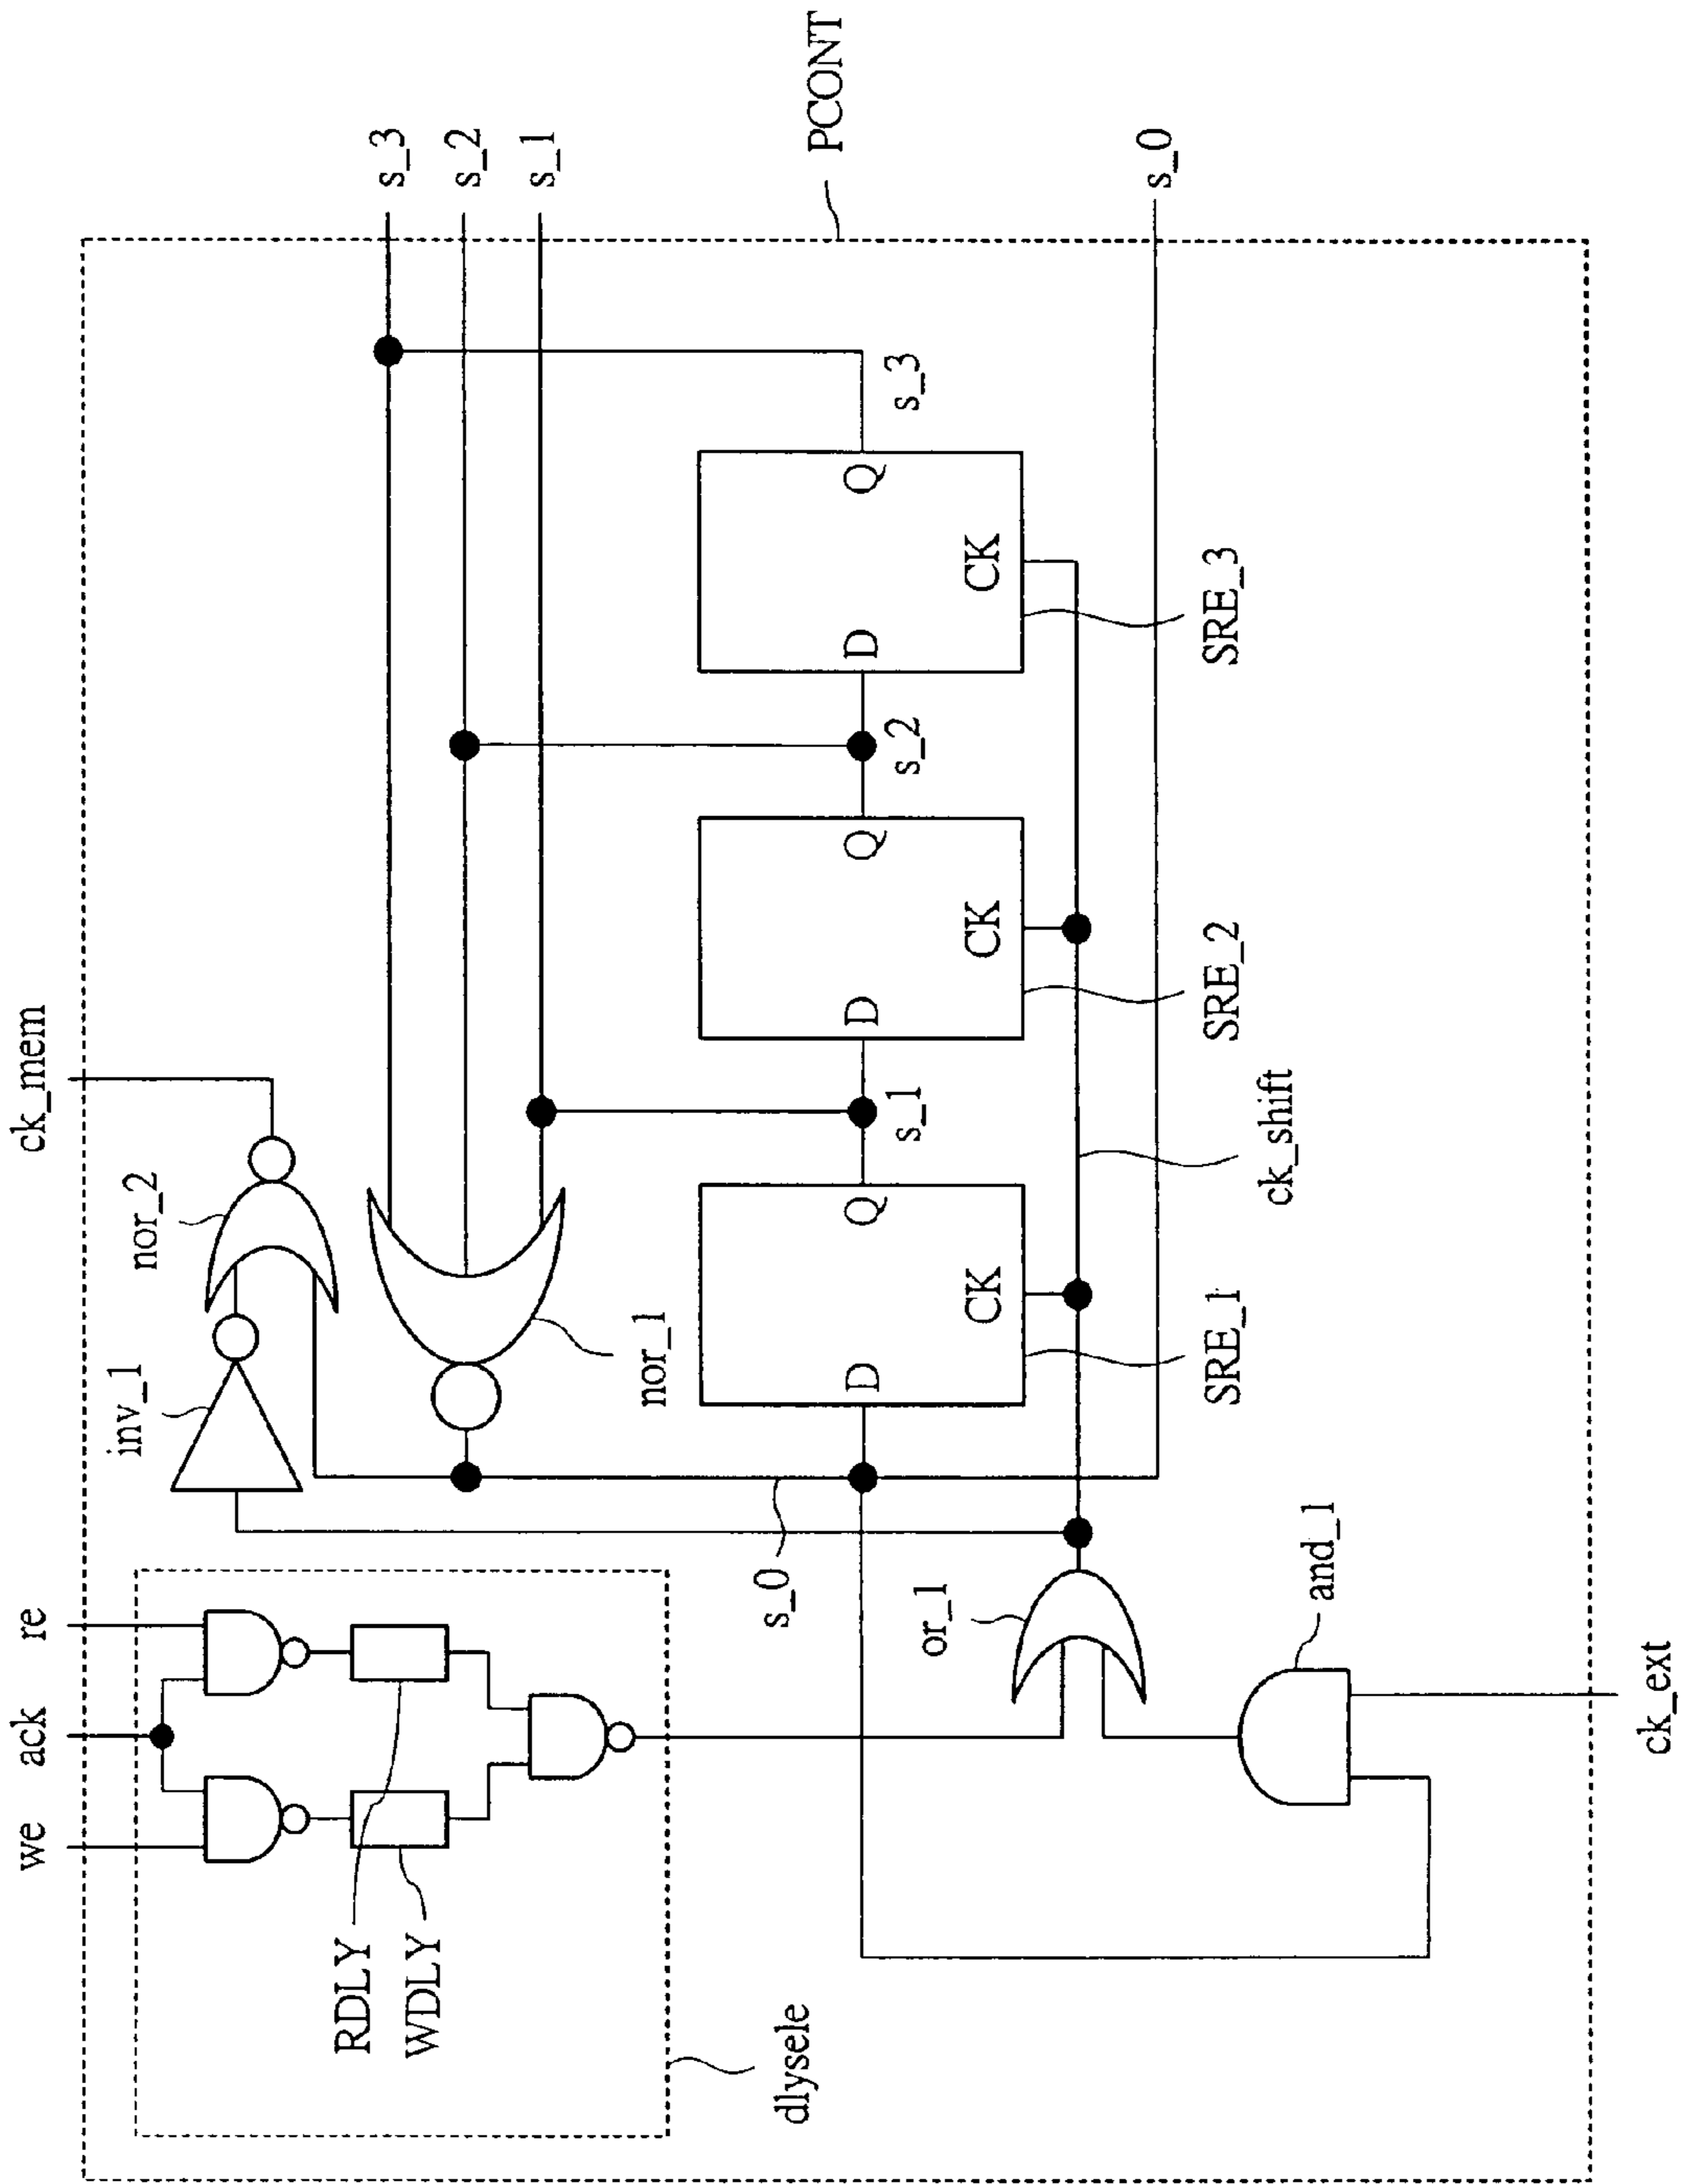 we
ack
re
ck_mem
RDLY
WDLY
dlysele
inv_1
nor_2
nor_1
s_3
s_2
s_1
PCONT
s_0
s_0
D
Q
CK
SRE_1
s_1
D
Q
CK
SRE_2
s_2
D
Q
CK
SRE_3
s_3
ck_shift
or_1
and_1
ck_ext